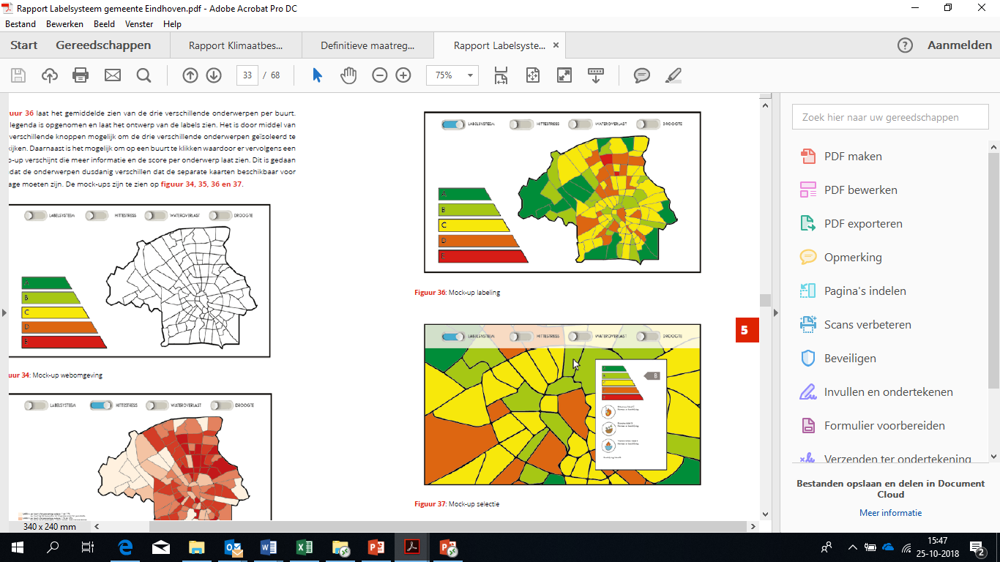 Rapport Labelsysteem gemeente Eindhoven.pdf - Adobe Acrobat Pro DC
Bestand Bewerken Beeld Venster Help
Start Gereedschappen Rapport Klimaatbes... Definitieve maatreg... Rapport Labelsyste... Aanmelden
33 / 68 75%
uur 36 laat het gemiddelde zien van de drie verschillende onderwerpen per buurt.
legenda is opgenomen en laat het ontwerp van de labels zien. Het is door middel van
verschillende knoppen mogelijk om de drie verschillende onderwerpen geïsoleerd te
kijken. Daarnaast is het mogelijk om op een buurt te klikken waardoor er vervolgens een
o-up verschijnt die meer informatie en de score per onderwerp laat zien. Dit is gedaan
dat de onderwerpen dusdanig verschillen dat de separate kaarten beschikbaar voor
age moeten zijn. De mock-ups zijn te zien op figuur 34, 35, 36 en 37.
LABELSYSTEEM HITTESTRESS WATEROVERLAST DROOGTE
A
B
C
D
E
uur 34: Mock-up webomgeving
LABELSYSTEEM HITTESTRESS WATEROVERLAST DROOGTE
LABELSYSTEEM HITTESTRESS WATEROVERLAST DROOGTE
A
B
C
D
E
Figuur 36: Mock-up labeling
LABELSYSTEEM HITTESTRESS WATEROVERLAST DROOGTE
B
Figuur 37: Mock-up selectie
5
340 x 240 mm
Zoek hier naar uw gereedschappen
PDF maken
PDF bewerken
PDF exporteren
Opmerking
Pagina's indelen
Scans verbeteren
Beveiligen
Invullen en ondertekenen
Formulier voorbereiden
Verzenden ter ondertekening
Bestanden opslaan en delen in Document
Cloud
Meer informatie
15:47
25-10-2018
2